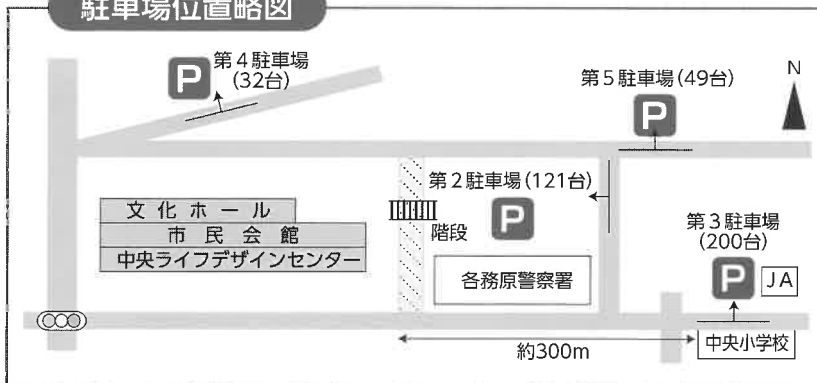 駐車場位置略図
P
第4駐車場
(32台)
第5駐車場(49台)
P
N
文化ホール
市民会館
中央ライフデザインセンター
第2駐車場(121台)
P
階段
各務原警察署
第3駐車場
(200台)
P
JA
約300m
中央小学校